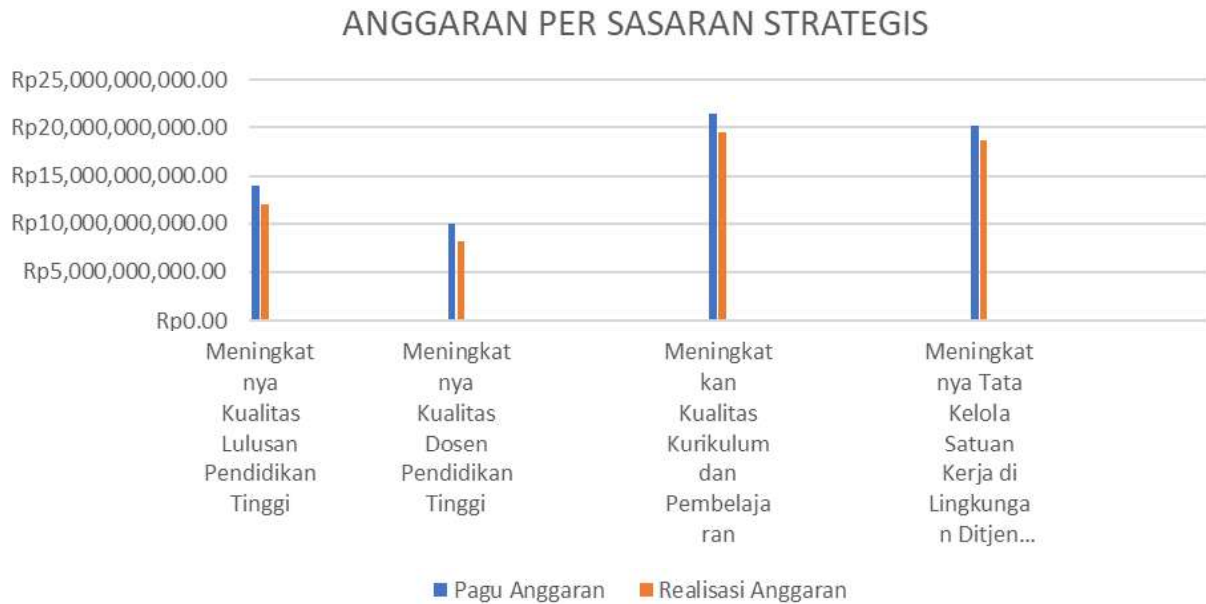 ANGGARAN PER SASARAN STRATEGIS
Rp25,000,000,000.00
Rp20,000,000,000.00
Rp15,000,000,000.00
Rp10,000,000,000.00
Rp5,000,000,000.00
Rp0.00
Meningkat
nya
Kualitas
Lulusan
Pendidikan
Tinggi
Meningkat
nya
Kualitas
Dosen
Pendidikan
Tinggi
Meningkat
kan
Kualitas
Kurikulum
dan
Pembelaja
ran
Meningkat
nya Tata
Kelola
Satuan
Kerja di
Lingkunga
n Ditjen...
Pagu Anggaran
Realisasi Anggaran